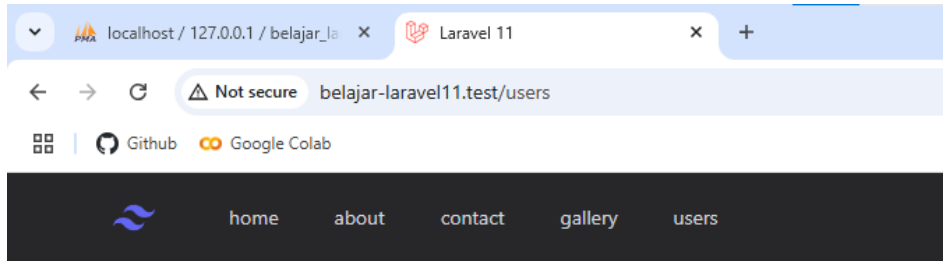 PMA localhost / 127.0.0.1 / belajar_la Laravel 11
Not secure belajar-laravel11.test/users
Github Google Colab
home about contact gallery users